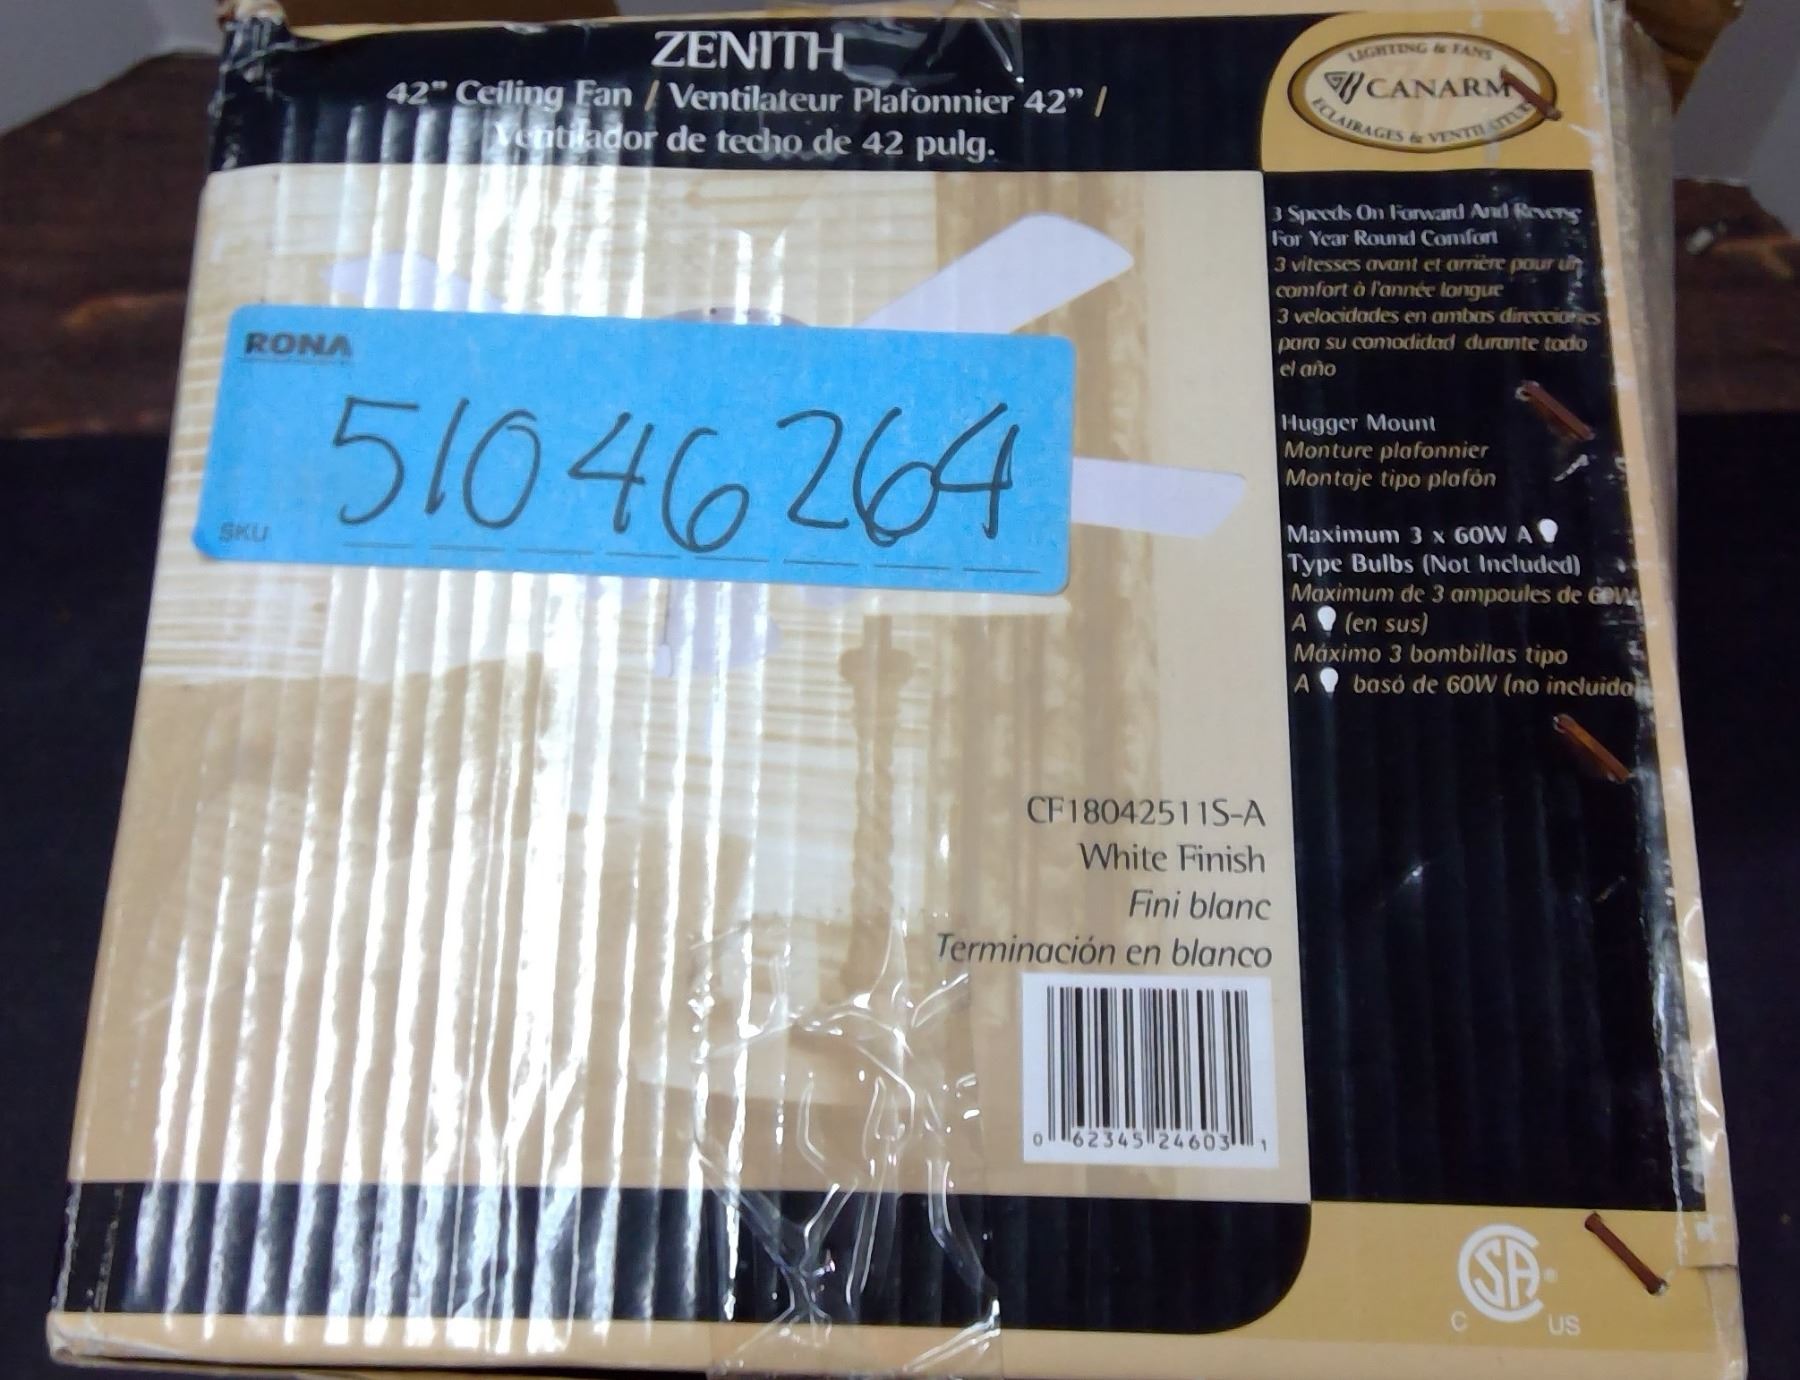 ZENITH
42" Ceiling Fan / Ventilateur Plafonnier 42" /
Ventilador de techo de 42 pulg.
LIGHTING & FANS
CANARM
ECLAIRAGES & VENTILATEURS
3 Speeds On Forward And Reverse
For Year Round Comfort
3 vitesses avant et arrière pour un
comfort à l'année longue
3 velocidades en ambas direcciones
para su comodidad durante todo
el año
Hugger Mount
Monture plafonnier
Montaje tipo plafón
Maximum 3 x 60W A
Type Bulbs (Not Included)
Maximum de 3 ampoules de 60W
A (en sus)
Máximo 3 bombillas tipo
A basó de 60W (no incluida
RONA
51046264
SKU
CF18042511S-A
White Finish
Fini blanc
Terminación en blanco
0 62345 24603 1
CSA®
C US